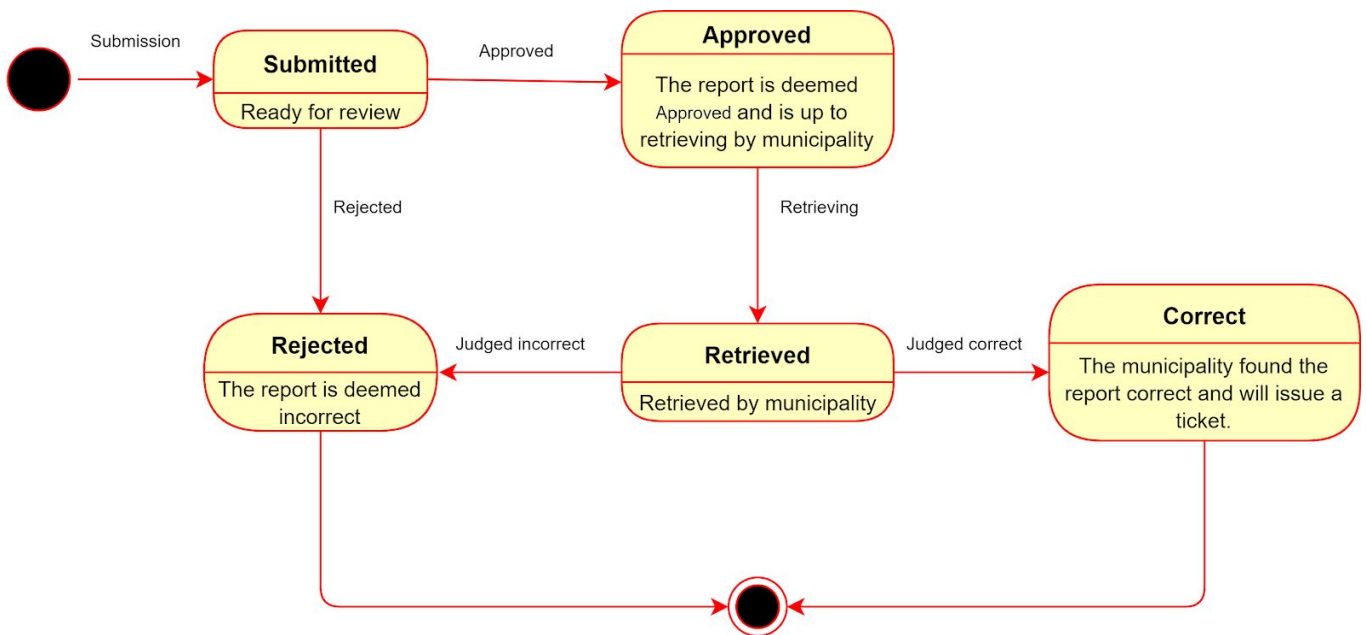 Submission
Submitted
Ready for review
Approved
Approved
The report is deemed
Approved and is up to
retrieving by municipality
Rejected
Retrieving
Rejected
The report is deemed
incorrect
Judged incorrect
Retrieved
Retrieved by municipality
Judged correct
Correct
The municipality found the
report correct and will issue a
ticket.